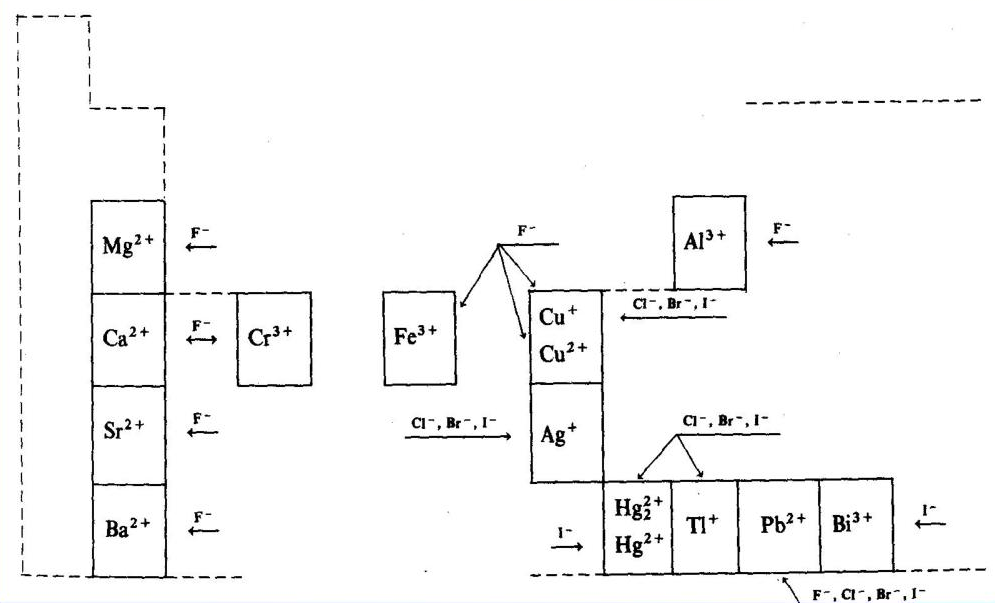 F⁻
Al³⁺
Mg²⁺
F⁻
F⁻
Cl⁻, Br⁻, I⁻
Cu⁺
Ca²⁺
F⁻
Cr³⁺
Fe³⁺
Cu²⁺
Sr²⁺
F⁻
Cl⁻, Br⁻, I⁻
Ag⁺
Cl⁻, Br⁻, I⁻
Ba²⁺
F⁻
I⁻
Hg₂²⁺
Hg²⁺
Tl⁺
Pb²⁺
Bi³⁺
I⁻
F⁻, Cl⁻, Br⁻, I⁻